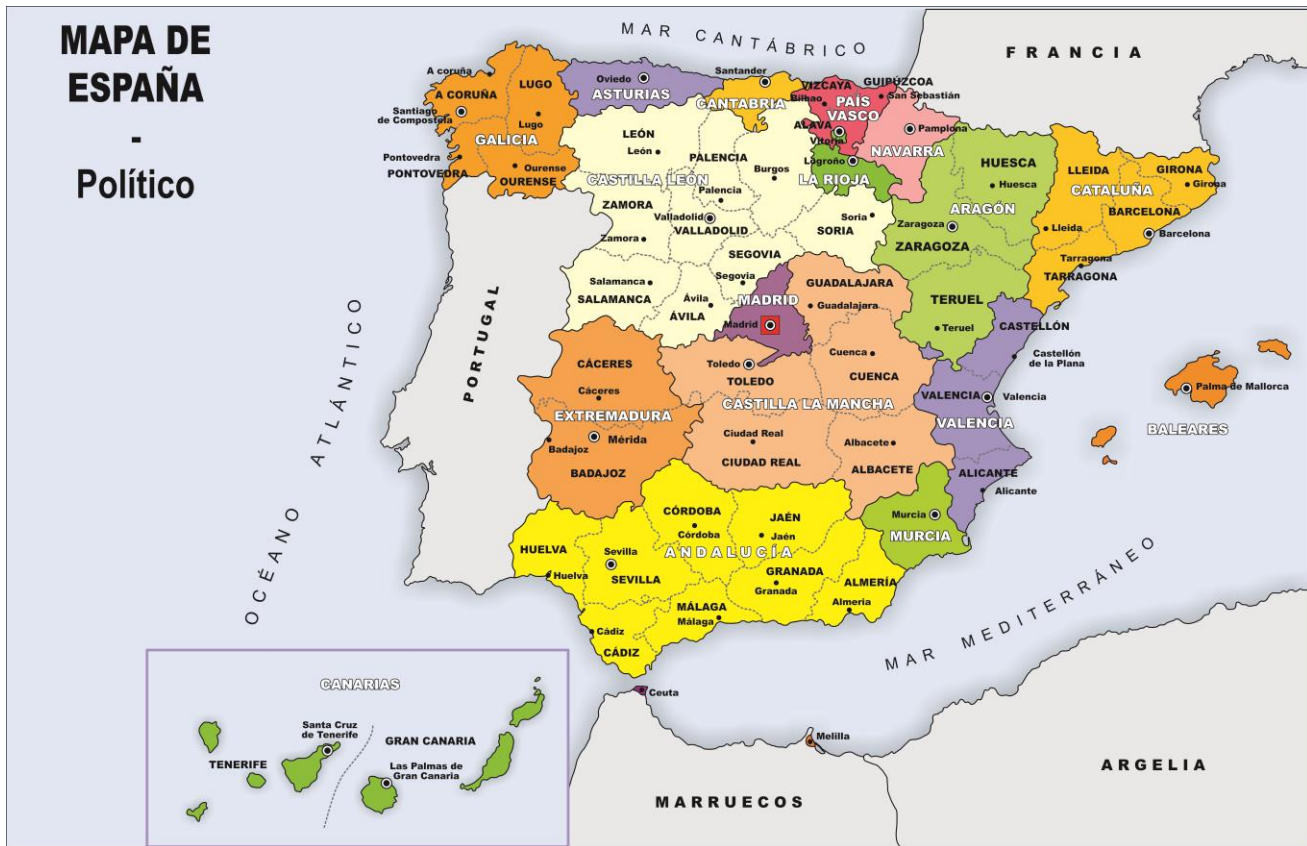 MAPA DE
ESPAÑA
-
Político
MAR CANTÁBRICO
FRANCIA
OCÉANO ATLÁNTICO
PORTUGAL
A coruña
A CORUÑA
LUGO
Santiago
de Compostela
Lugo
GALICIA
Pontovedra
PONTOVEDRA
Ourense
OURENSE
Oviedo
ASTURIAS
Santander
CANTABRIA
VIZCAYA
GUIPÚZCOA
Bilbao
PAÍS
VASCO
San Sebastián
ALAVA
Vitoria
Pamplona
NAVARRA
Logroño
LA RIOJA
LEÓN
León
PALENCIA
Burgos
CASTILLA LEÓN
Palencia
ZAMORA
Valladolid
VALLADOLID
Zamora
Soria
SORIA
SEGOVIA
Segovia
Salamanca
SALAMANCA
Ávila
ÁVILA
MADRID
Madrid
HUESCA
Huesca
ARAGÓN
Zaragoza
ZARAGOZA
TERUEL
Teruel
LLEIDA
GIRONA
CATALUÑA
Girona
BARCELONA
Lleida
Barcelona
Tarragona
TARRAGONA
GUADALAJARA
Guadalajara
Cuenca
CUENCA
Toledo
TOLEDO
CASTILLA LA MANCHA
Ciudad Real
CIUDAD REAL
Albacete
ALBACETE
CÁCERES
Cáceres
EXTREMADURA
Mérida
Badajoz
BADAJOZ
CASTELLÓN
Castellón
de la Plana
VALENCIA
Valencia
VALENCIA
ALICANTE
Alicante
Palma de Mallorca
BALEARES
Murcia
MURCIA
CÓRDOBA
Córdoba
JAÉN
Jaén
ANDALUCÍA
HUELVA
Huelva
Sevilla
SEVILLA
GRANADA
Granada
ALMERÍA
Almeria
MÁLAGA
Málaga
Cádiz
CÁDIZ
MAR MEDITERRÁNEO
Ceuta
Melilla
MARRUECOS
ARGELIA
CANARIAS
Santa Cruz
de Tenerife
TENERIFE
GRAN CANARIA
Las Palmas de
Gran Canaria